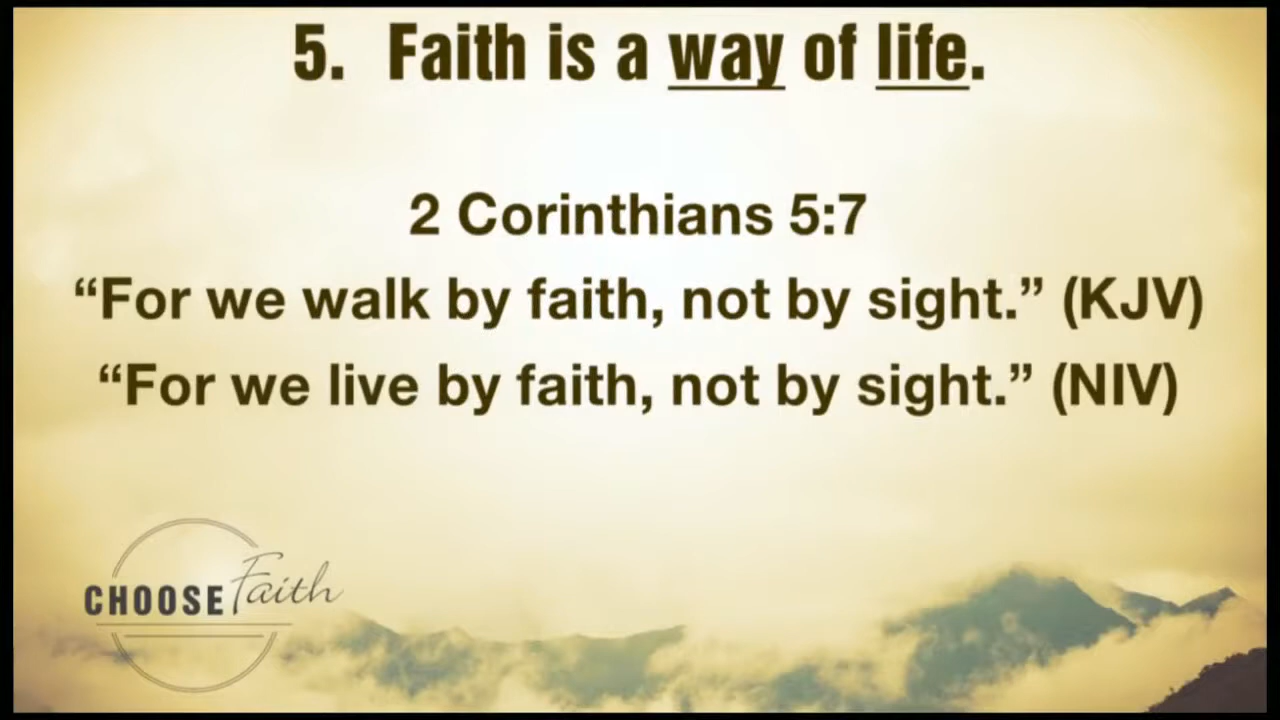 5. Faith is a way of life.
2 Corinthians 5:7
“For we walk by faith, not by sight.” (KJV)
“For we live by faith, not by sight.” (NIV)
CHOOSE Faith